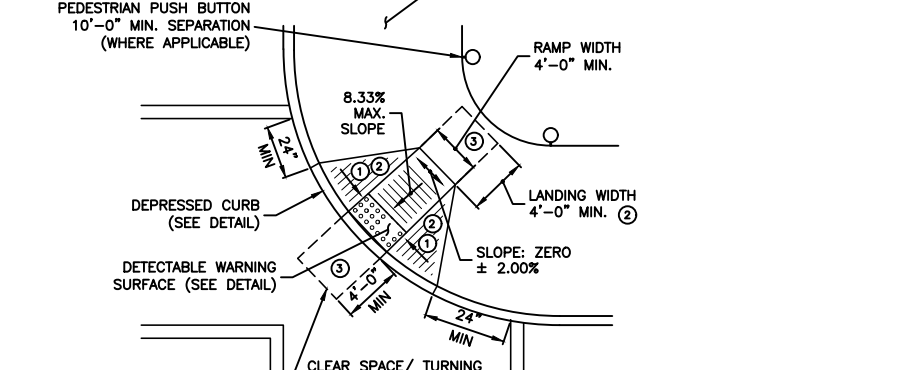 PEDESTRIAN PUSH BUTTON
10'-0" MIN. SEPARATION
(WHERE APPLICABLE)
RAMP WIDTH
4'-0" MIN.
8.33%
MAX.
SLOPE
3
24"
MIN
1 2
DEPRESSED CURB
(SEE DETAIL)
LANDING WIDTH
4'-0" MIN. 2
2
1
SLOPE: ZERO
± 2.00%
DETECTABLE WARNING
SURFACE (SEE DETAIL)
3
4'-0"
MIN
24"
MIN
CLEAR SPACE/ TURNING